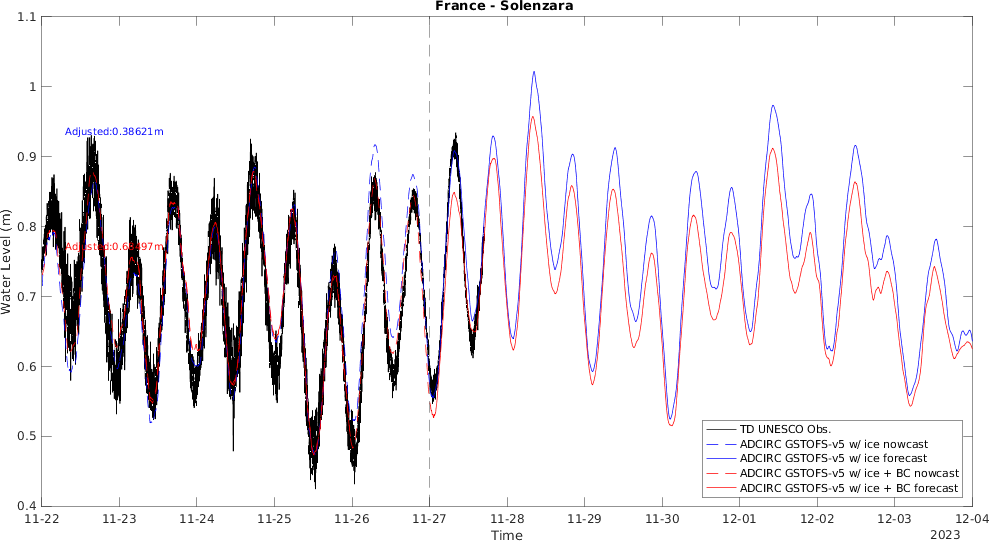 France - Solenzara
Water Level (m)
1.1
1
0.9
0.8
0.7
0.6
0.5
0.4
Adjusted:0.38621m
11-22
11-23
11-24
11-25
11-26
11-27
11-28
11-29
11-30
12-01
12-02
12-03
12-04
Time
2023
TD UNESCO Obs.
ADCIRC GSTOFS-v5 w/ ice nowcast
ADCIRC GSTOFS-v5 w/ ice forecast
ADCIRC GSTOFS-v5 w/ ice + BC nowcast
ADCIRC GSTOFS-v5 w/ ice + BC forecast